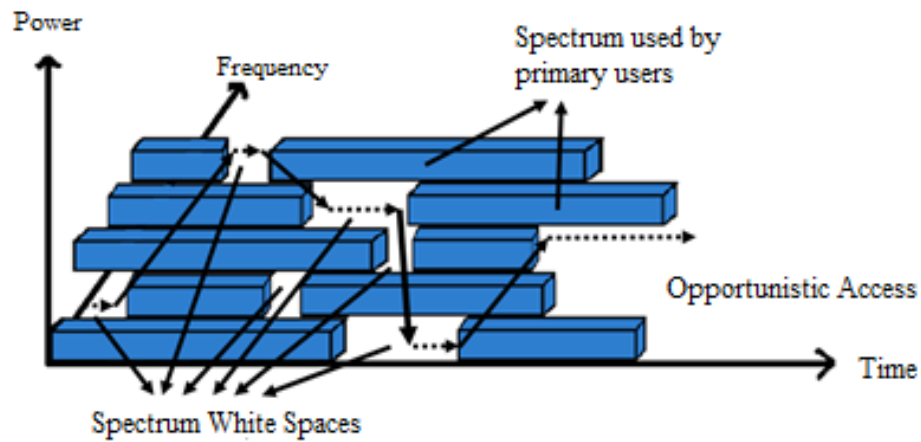 Power
Spectrum used by
primary users
Frequency
Opportunistic Access
Time
Spectrum White Spaces